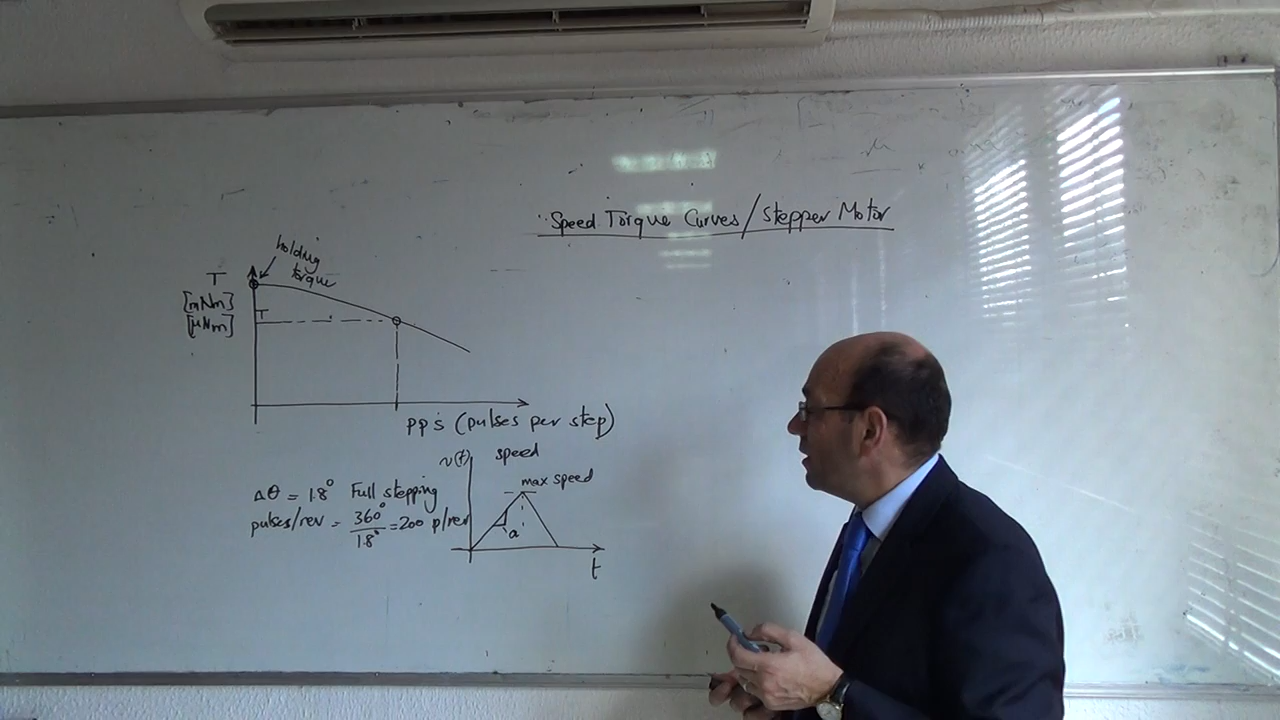 Speed Torque Curves/Stepper Motor
holding
torque
T
[mNm]
[μNm]
T
pps (pulses per step)
v(t)
speed
max speed
a
t
Δθ = 1.8° Full stepping
pulses/rev = 360°/1.8° = 200 p/rev